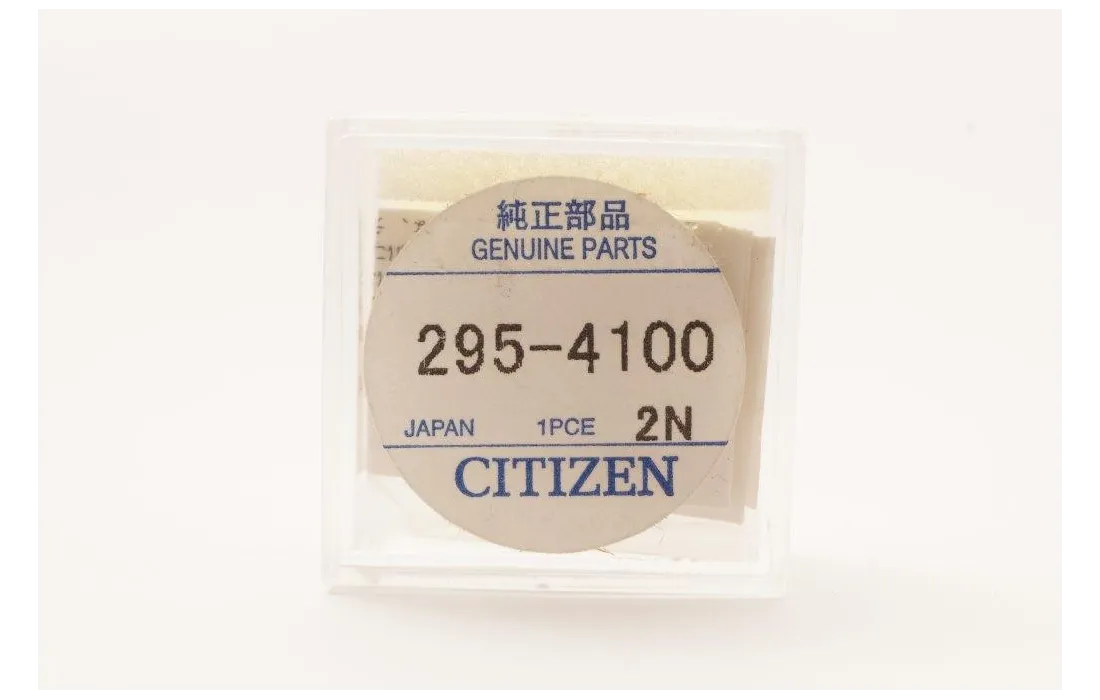 純正部品
GENUINE PARTS
295-4100
JAPAN 1PCE 2N
CITIZEN